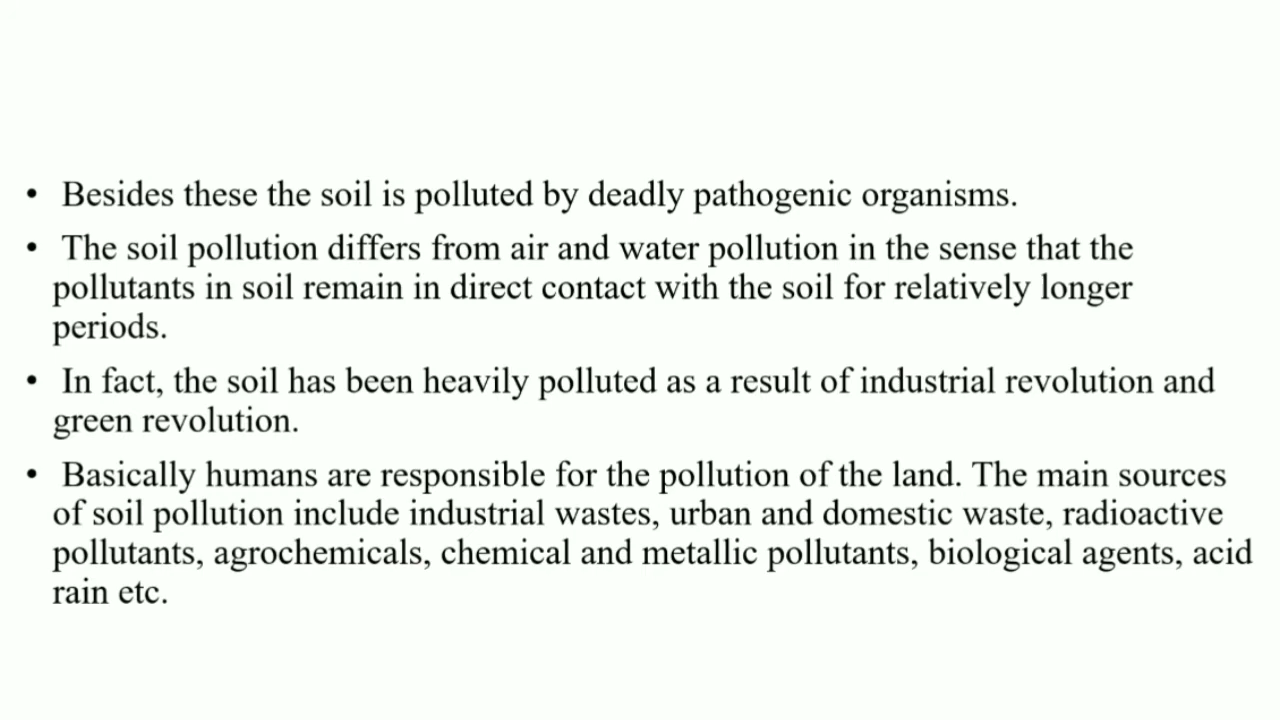 • Besides these the soil is polluted by deadly pathogenic organisms.
• The soil pollution differs from air and water pollution in the sense that the
pollutants in soil remain in direct contact with the soil for relatively longer
periods.
• In fact, the soil has been heavily polluted as a result of industrial revolution and
green revolution.
• Basically humans are responsible for the pollution of the land. The main sources
of soil pollution include industrial wastes, urban and domestic waste, radioactive
pollutants, agrochemicals, chemical and metallic pollutants, biological agents, acid
rain etc.